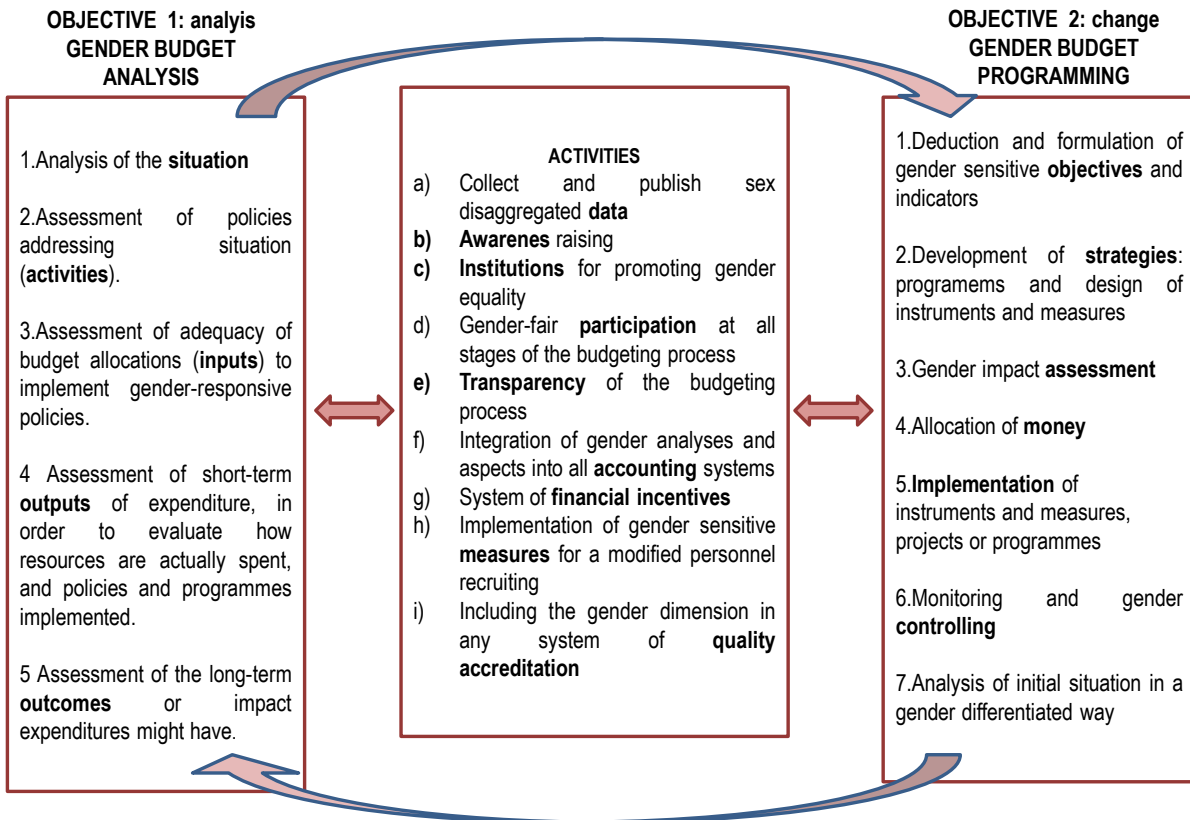 OBJECTIVE 1: analyis
GENDER BUDGET
ANALYSIS
1.Analysis of the situation
2.Assessment of policies
addressing situation
(activities).
3.Assessment of adequacy of
budget allocations (inputs) to
implement gender-responsive
policies.
4 Assessment of short-term
outputs of expenditure, in
order to evaluate how
resources are actually spent,
and policies and programmes
implemented.
5 Assessment of the long-term
outcomes or impact
expenditures might have.
ACTIVITIES
a) Collect and publish sex
disaggregated data
b) Awarenes raising
c) Institutions for promoting gender
equality
d) Gender-fair participation at all
stages of the budgeting process
e) Transparency of the budgeting
process
f) Integration of gender analyses and
aspects into all accounting systems
g) System of financial incentives
h) Implementation of gender sensitive
measures for a modified personnel
recruiting
i) Including the gender dimension in
any system of quality
accreditation
OBJECTIVE 2: change
GENDER BUDGET
PROGRAMMING
1.Deduction and formulation of
gender sensitive objectives and
indicators
2.Development of strategies:
programems and design of
instruments and measures
3.Gender impact assessment
4.Allocation of money
5.Implementation of
instruments and measures,
projects or programmes
6.Monitoring and gender
controlling
7.Analysis of initial situation in a
gender differentiated way